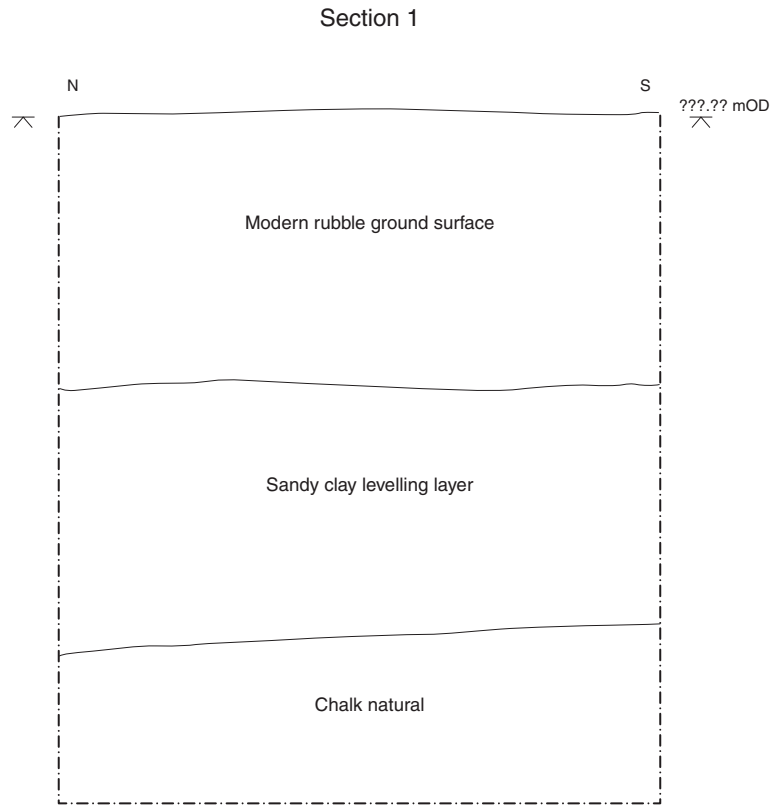 Section 1
N
S
???.?? mOD
Modern rubble ground surface
Sandy clay levelling layer
Chalk natural